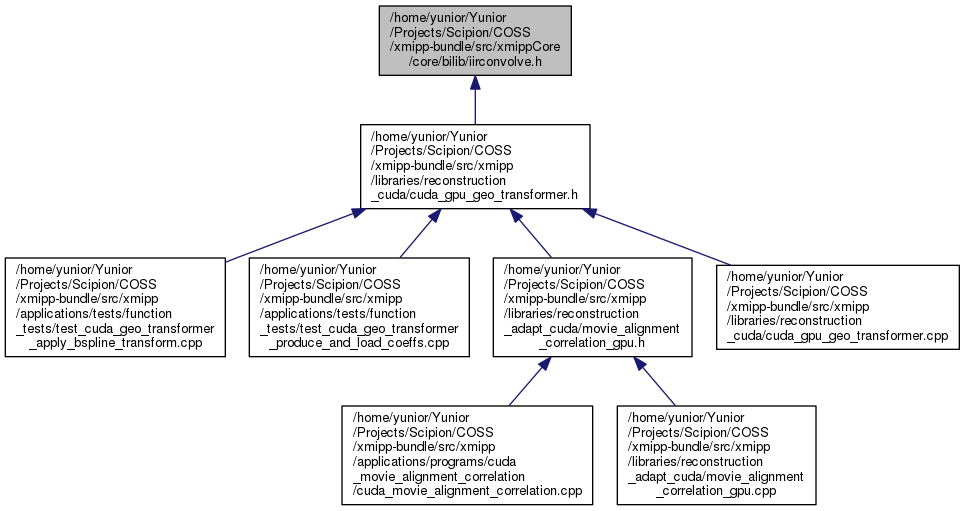 /home/yunior/Yunior
/Projects/Scipion/COSS
/xmipp-bundle/src/xmippCore
/core/bilib/iirconvolve.h
/home/yunior/Yunior
/Projects/Scipion/COSS
/xmipp-bundle/src/xmipp
/libraries/reconstruction
_cuda/cuda_gpu_geo_transformer.h
/home/yunior/Yunior
/Projects/Scipion/COSS
/xmipp-bundle/src/xmipp
/applications/tests/function
_tests/test_cuda_geo_transformer
_apply_bspline_transform.cpp
/home/yunior/Yunior
/Projects/Scipion/COSS
/xmipp-bundle/src/xmipp
/applications/tests/function
_tests/test_cuda_geo_transformer
_produce_and_load_coeffs.cpp
/home/yunior/Yunior
/Projects/Scipion/COSS
/xmipp-bundle/src/xmipp
/libraries/reconstruction
_adapt_cuda/movie_alignment
_correlation_gpu.h
/home/yunior/Yunior
/Projects/Scipion/COSS
/xmipp-bundle/src/xmipp
/libraries/reconstruction
_cuda/cuda_gpu_geo_transformer.cpp
/home/yunior/Yunior
/Projects/Scipion/COSS
/xmipp-bundle/src/xmipp
/applications/programs/cuda
_movie_alignment_correlation
/cuda_movie_alignment_correlation.cpp
/home/yunior/Yunior
/Projects/Scipion/COSS
/xmipp-bundle/src/xmipp
/libraries/reconstruction
_adapt_cuda/movie_alignment
_correlation_gpu.cpp